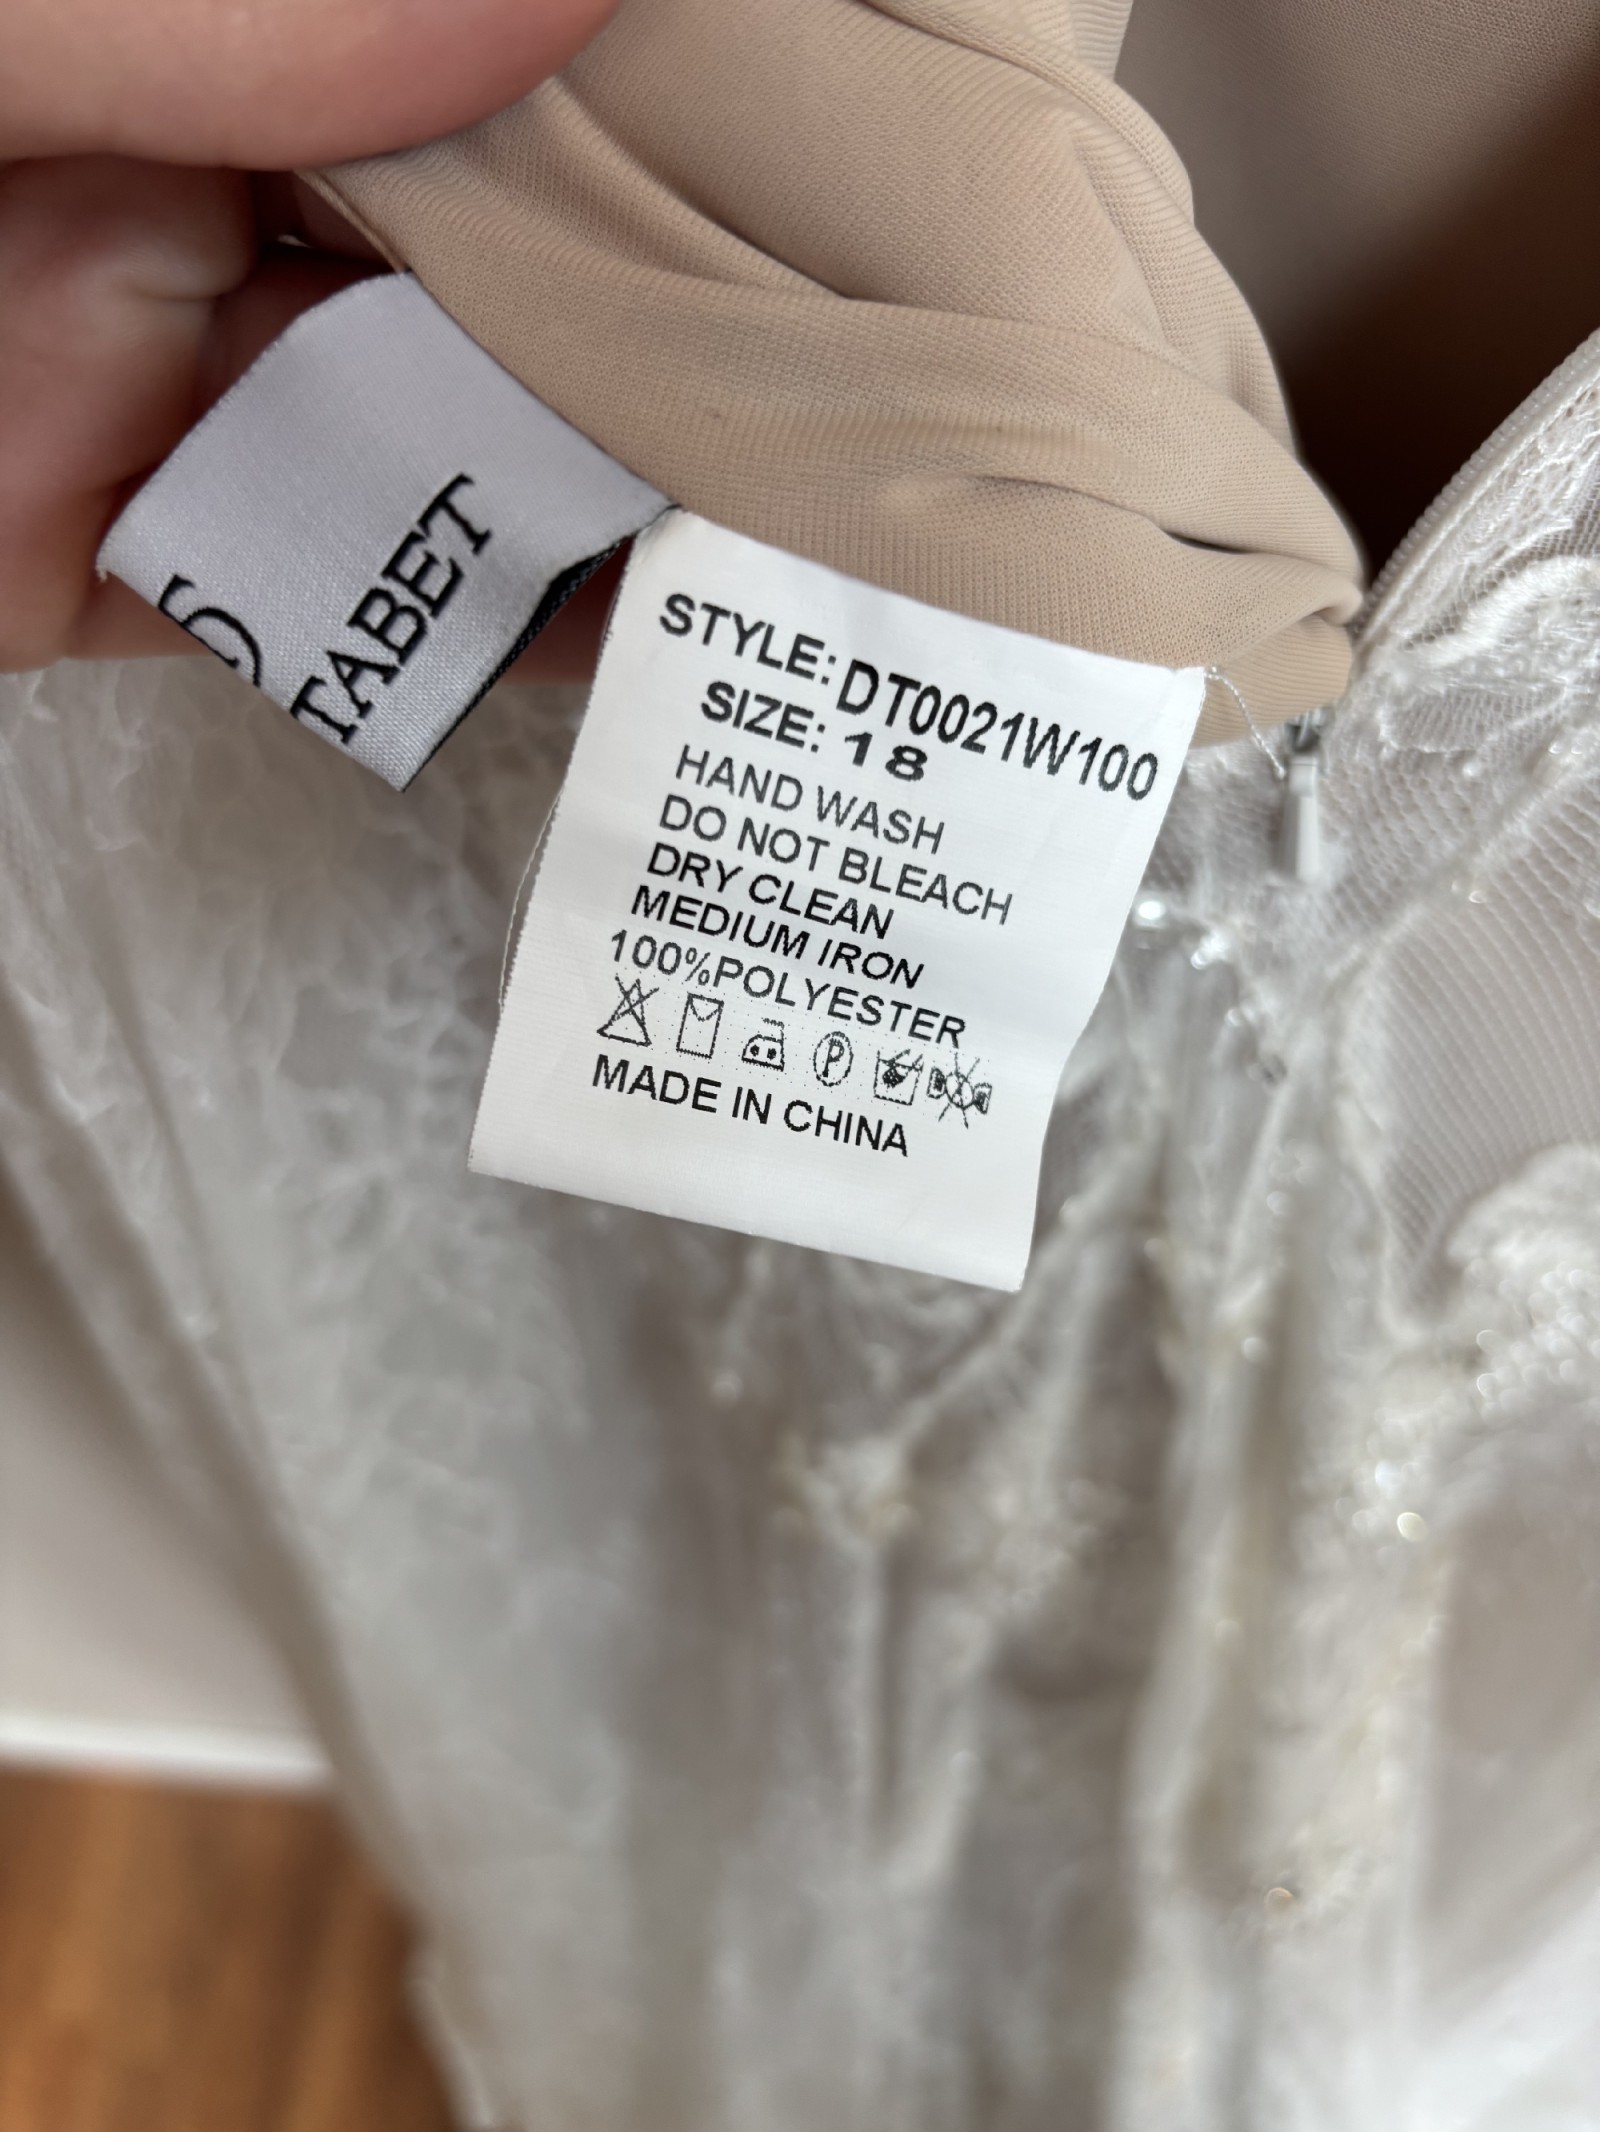 TABET
STYLE: DT0021W100
SIZE: 18
HAND WASH
DO NOT BLEACH
DRY CLEAN
MEDIUM IRON
100%POLYESTER
P
MADE IN CHINA